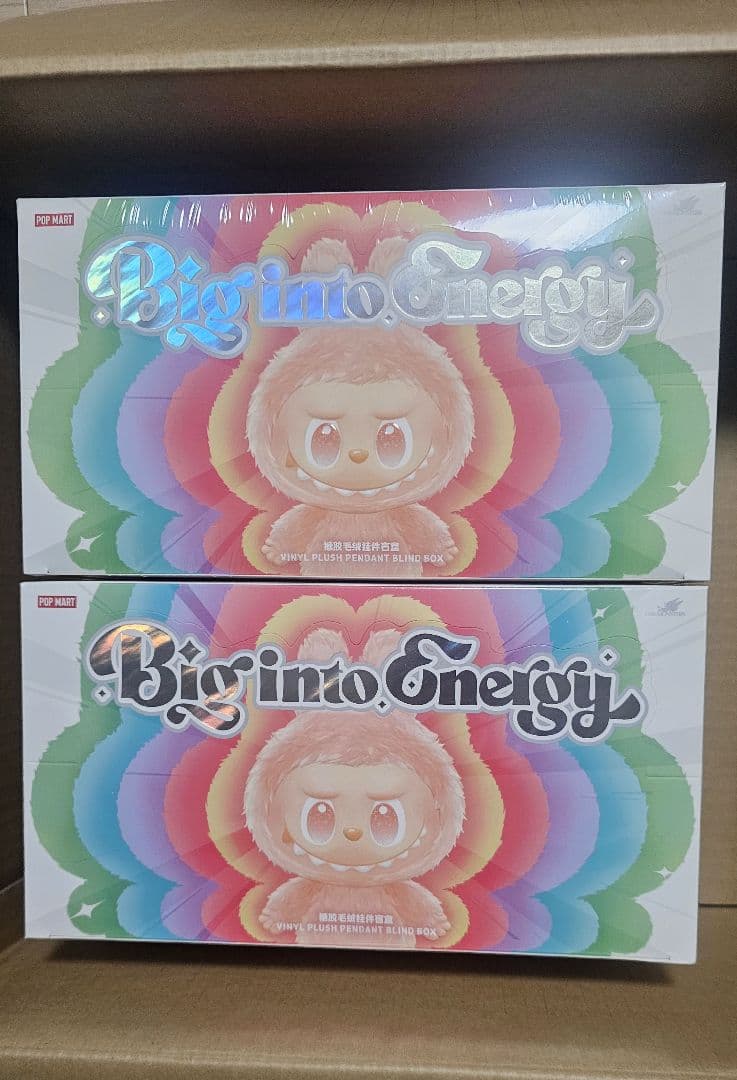 POP MART
Big into Energy
搪胶毛绒挂件盲盒
VINYL PLUSH PENDANT BLIND BOX
POP MART
Big into Energy
搪胶毛绒挂件盲盒
VINYL PLUSH PENDANT BLIND BOX